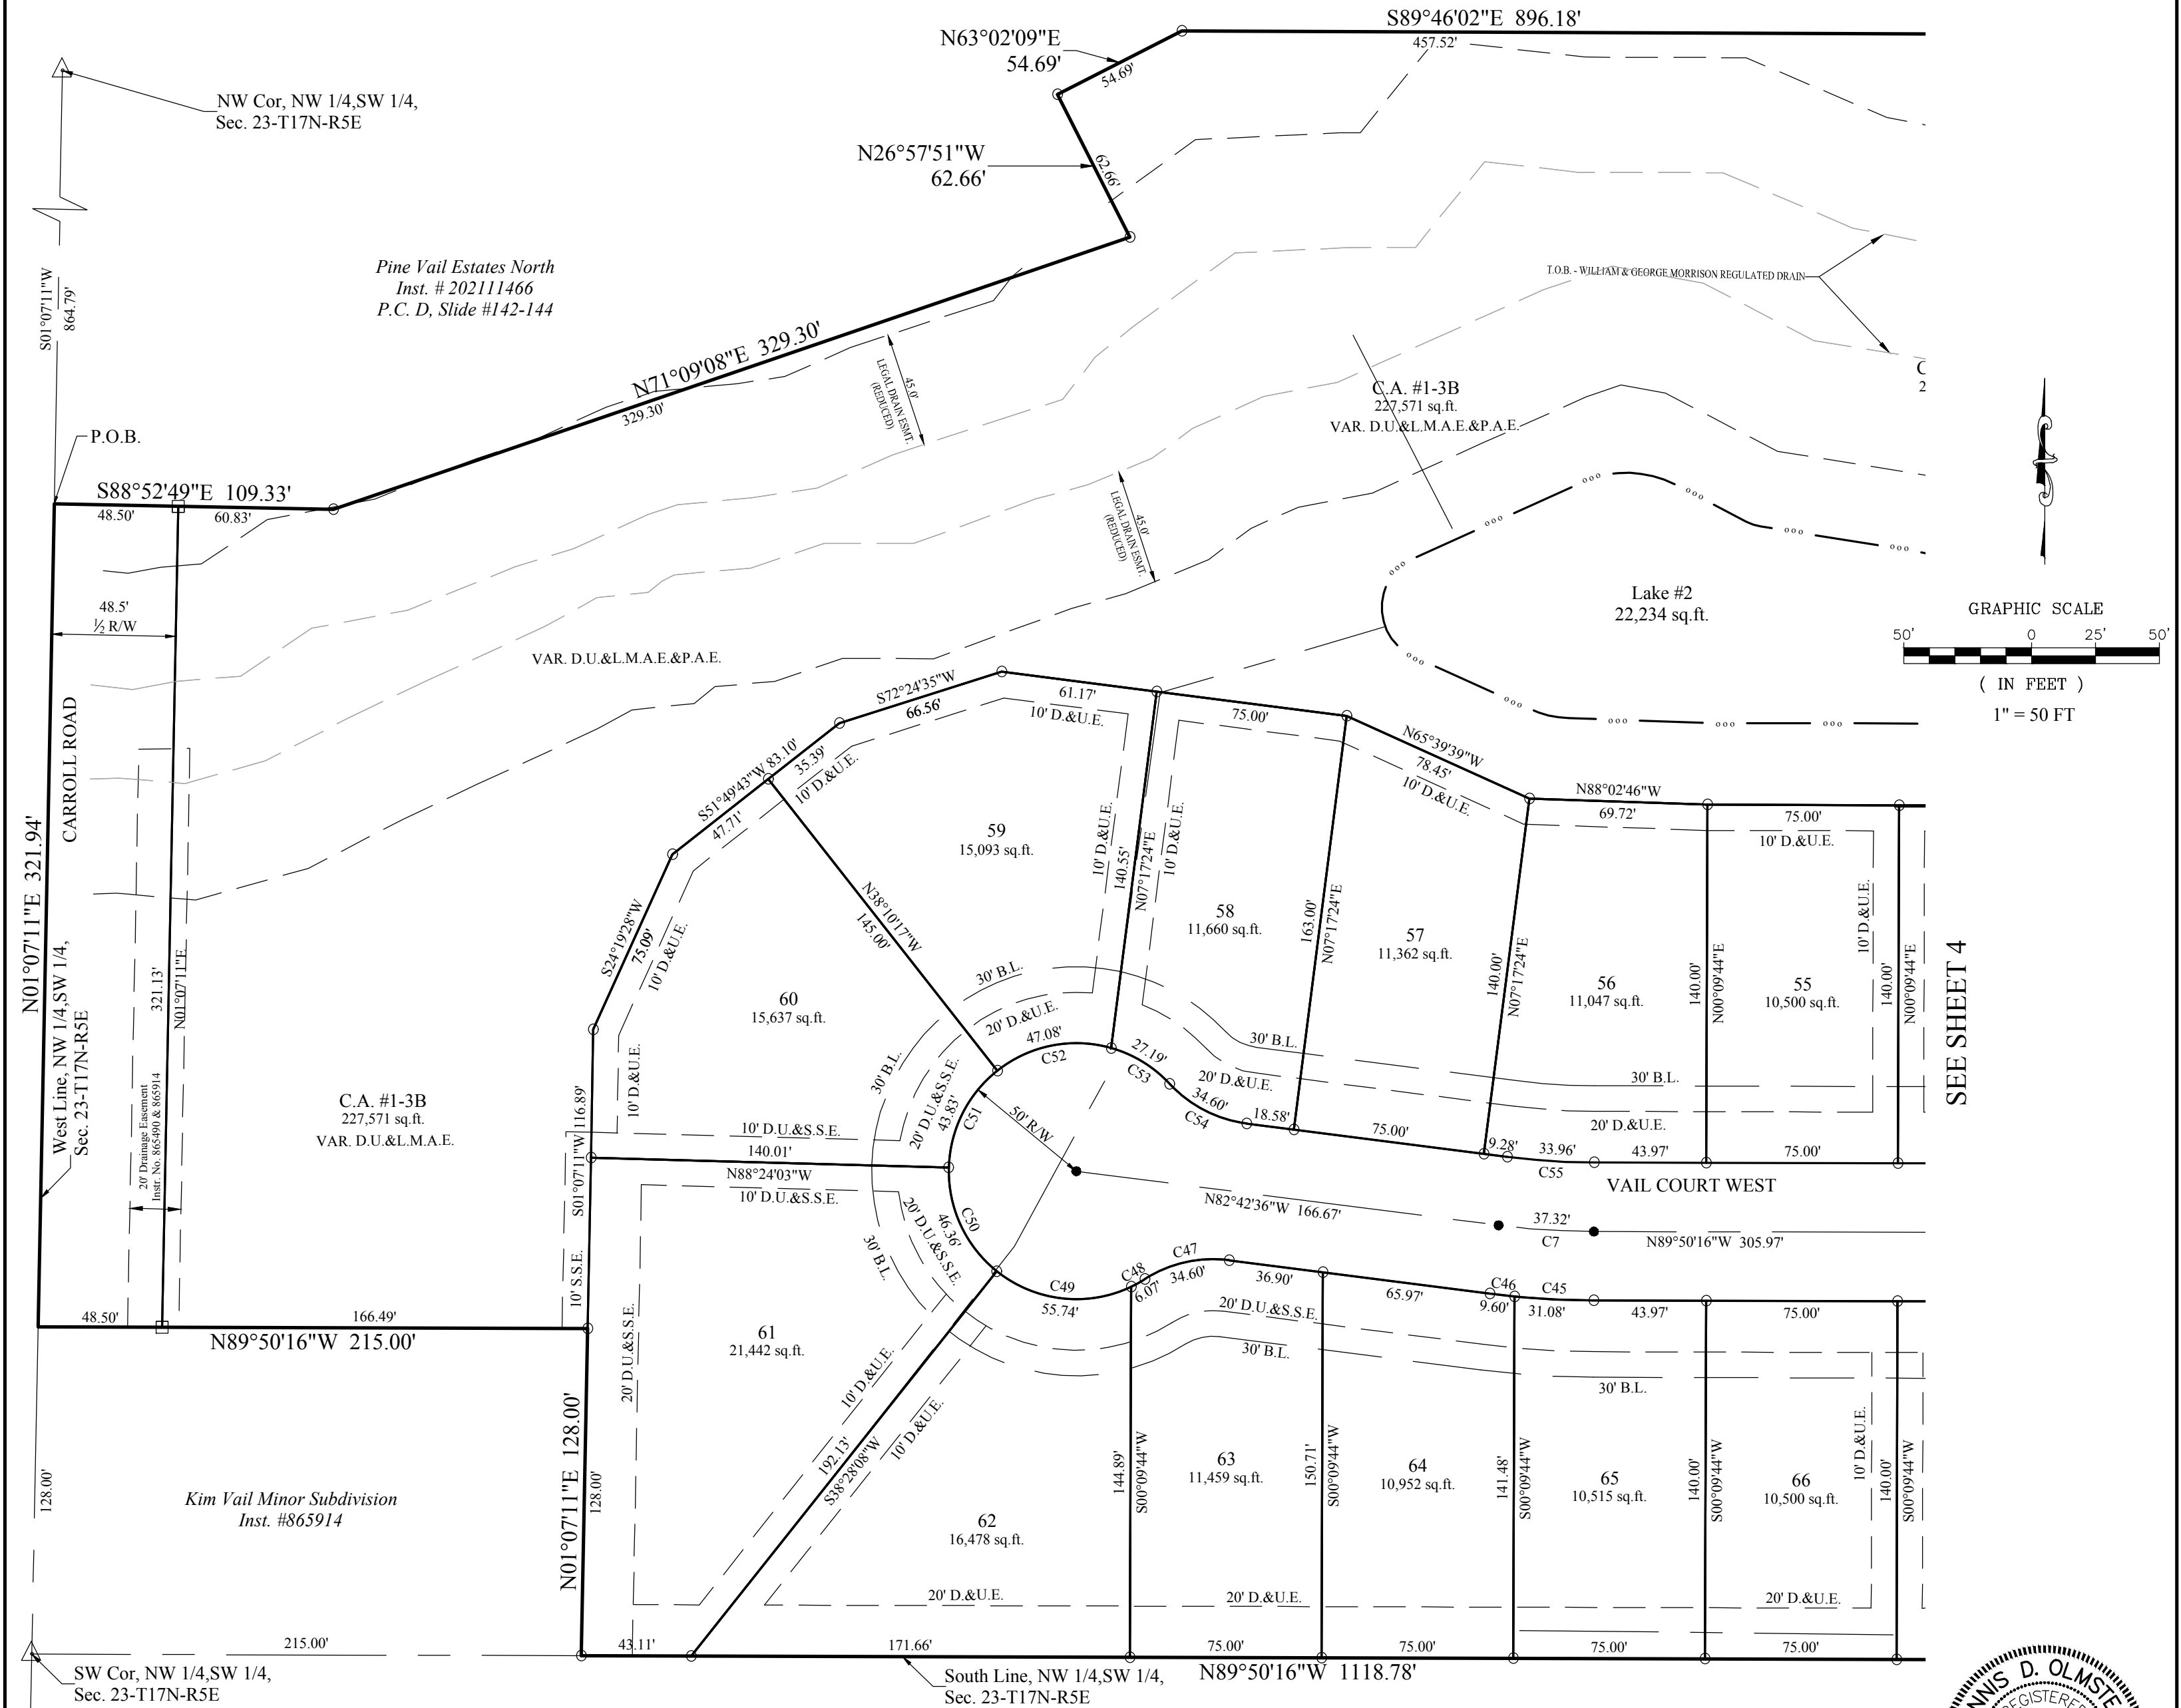 S89°46'02"E 896.18'
457.52'
N63°02'09"E
54.69'
54.69'
NW Cor, NW 1/4,SW 1/4,
Sec. 23-T17N-R5E
N26°57'51"W
62.66'
62.66'
S01°07'11"W
864.79'
Pine Vail Estates North
Inst. # 202111466
P.C. D, Slide #142-144
T.O.B. - WILLIAM & GEORGE MORRISON REGULATED DRAIN
N71°09'08"E 329.30'
329.30'
45.0'
LEGAL DRAIN ESMT.
(REDUCED)
C.A. #1-3B
227,571 sq.ft.
VAR. D.U.&L.M.A.E.&P.A.E.
C
2
P.O.B.
S88°52'49"E 109.33'
48.50'
60.83'
45.0'
LEGAL DRAIN ESMT.
(REDUCED)
48.5'
½ R/W
Lake #2
22,234 sq.ft.
GRAPHIC SCALE
50'
0
25'
50'
( IN FEET )
1" = 50 FT
VAR. D.U.&L.M.A.E.&P.A.E.
CARROLL ROAD
N01°07'11"E 321.94'
West Line, NW 1/4,SW 1/4,
Sec. 23-T17N-R5E
321.13'
N01°07'11"E
20' Drainage Easement
Instr. No. 865490 & 865914
S72°24'35"W
66.56'
61.17'
10' D.&U.E.
75.00'
N65°39'39"W
78.45'
10' D.&U.E.
N88°02'46"W
69.72'
75.00'
10' D.&U.E.
S51°49'43"W 83.10'
35.39'
10' D.&U.E.
47.71'
S24°19'28"W
75.09'
10' D.&U.E.
59
15,093 sq.ft.
N38°10'17"W
145.00'
10' D.&U.E.
140.55'
N07°17'24"E
10' D.&U.E.
58
11,660 sq.ft.
163.00'
N07°17'24"E
57
11,362 sq.ft.
140.00'
N07°17'24"E
56
11,047 sq.ft.
140.00'
N00°09'44"E
55
10,500 sq.ft.
10' D.&U.E.
140.00'
N00°09'44"E
SEE SHEET 4
60
15,637 sq.ft.
30' B.L.
20' D.&U.E.
47.08'
C52
30' B.L.
20' D.U.&S.S.E.
43.83'
C51
50' R/W
27.19'
C53
34.60'
C54
20' D.&U.E.
30' B.L.
18.58'
75.00'
9.28'
33.96'
C55
43.97'
75.00'
30' B.L.
20' D.&U.E.
C.A. #1-3B
227,571 sq.ft.
VAR. D.U.&L.M.A.E.
10' D.&U.E.
S01°07'11"W 116.89'
10' S.S.E.
10' D.U.&S.S.E.
140.01'
N88°24'03"W
10' D.U.&S.S.E.
C50
46.36'
20' D.U.&S.S.E.
30' B.L.
VAIL COURT WEST
N82°42'36"W 166.67'
37.32'
C7
N89°50'16"W 305.97'
C49
55.74'
C48
6.07'
C47
34.60'
36.90'
65.97'
C46
9.60'
C45
31.08'
43.97'
75.00'
20' D.U.&S.S.E.
30' B.L.
30' B.L.
48.50'
166.49'
N89°50'16"W 215.00'
61
21,442 sq.ft.
20' D.U.&S.S.E.
10' D.&U.E.
192.13'
S38°28'08"W
10' D.&U.E.
N01°07'11"E 128.00'
128.00'
128.00'
Kim Vail Minor Subdivision
Inst. #865914
62
16,478 sq.ft.
144.89'
S00°09'44"W
63
11,459 sq.ft.
150.71'
S00°09'44"W
64
10,952 sq.ft.
141.48'
S00°09'44"W
65
10,515 sq.ft.
140.00'
S00°09'44"W
66
10,500 sq.ft.
10' D.&U.E.
140.00'
S00°09'44"W
20' D.&U.E.
20' D.&U.E.
20' D.&U.E.
215.00'
43.11'
171.66'
75.00'
75.00'
75.00'
75.00'
SW Cor, NW 1/4,SW 1/4,
Sec. 23-T17N-R5E
South Line, NW 1/4,SW 1/4,
Sec. 23-T17N-R5E
N89°50'16"W 1118.78'
NNIS D. OLMSTE
EGISTERE